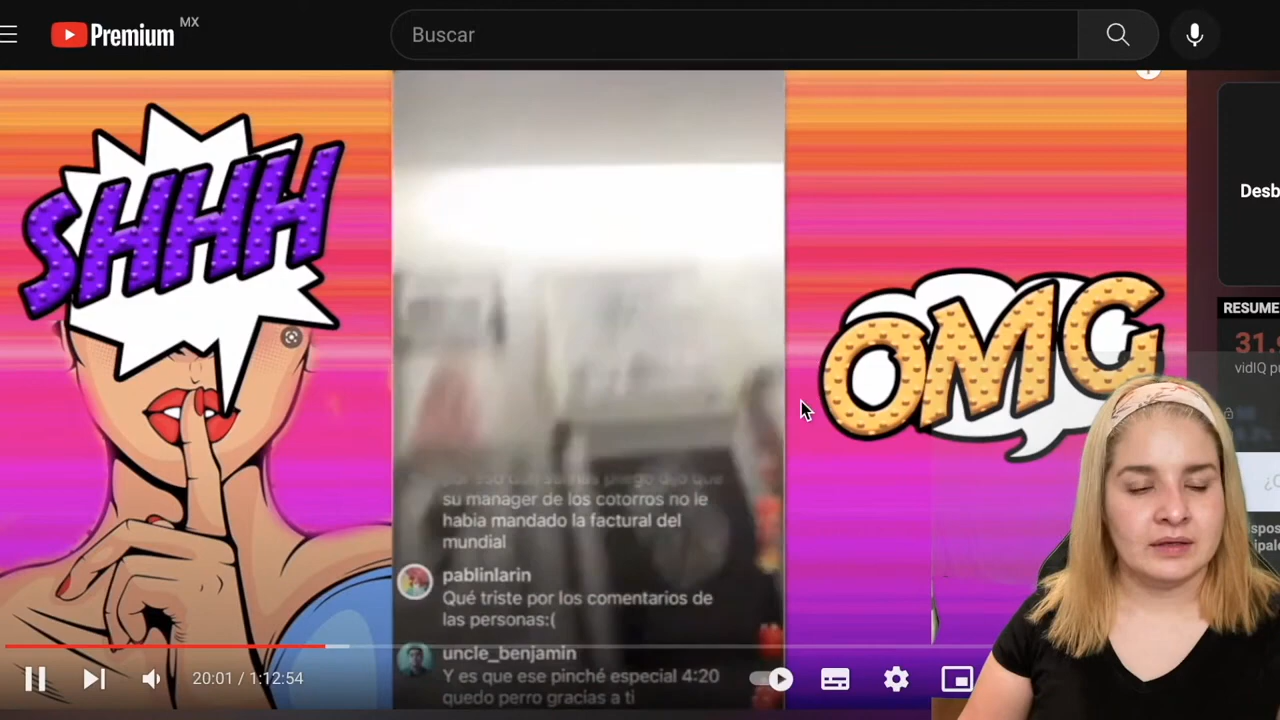 Premium MX
Buscar
SHHH
OMG
Desb
RESUME
31.
vidIQ p
su manager de los cotorros no le
habia mandado la factural del
mundial
pablinlarin
Qué triste por los comentarios de
las personas:(
uncle_benjamin
Y es que ese pinché especial 4:20
quedo perro gracias a ti
20:01 / 1:12:54